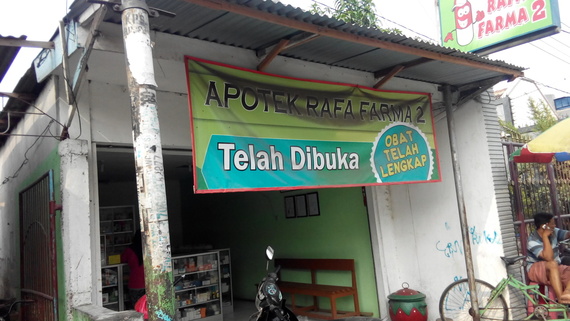 RAFA
FARMA 2
APOTEK RAFA FARMA 2
Telah Dibuka
OBAT
TELAH
LENGKAP